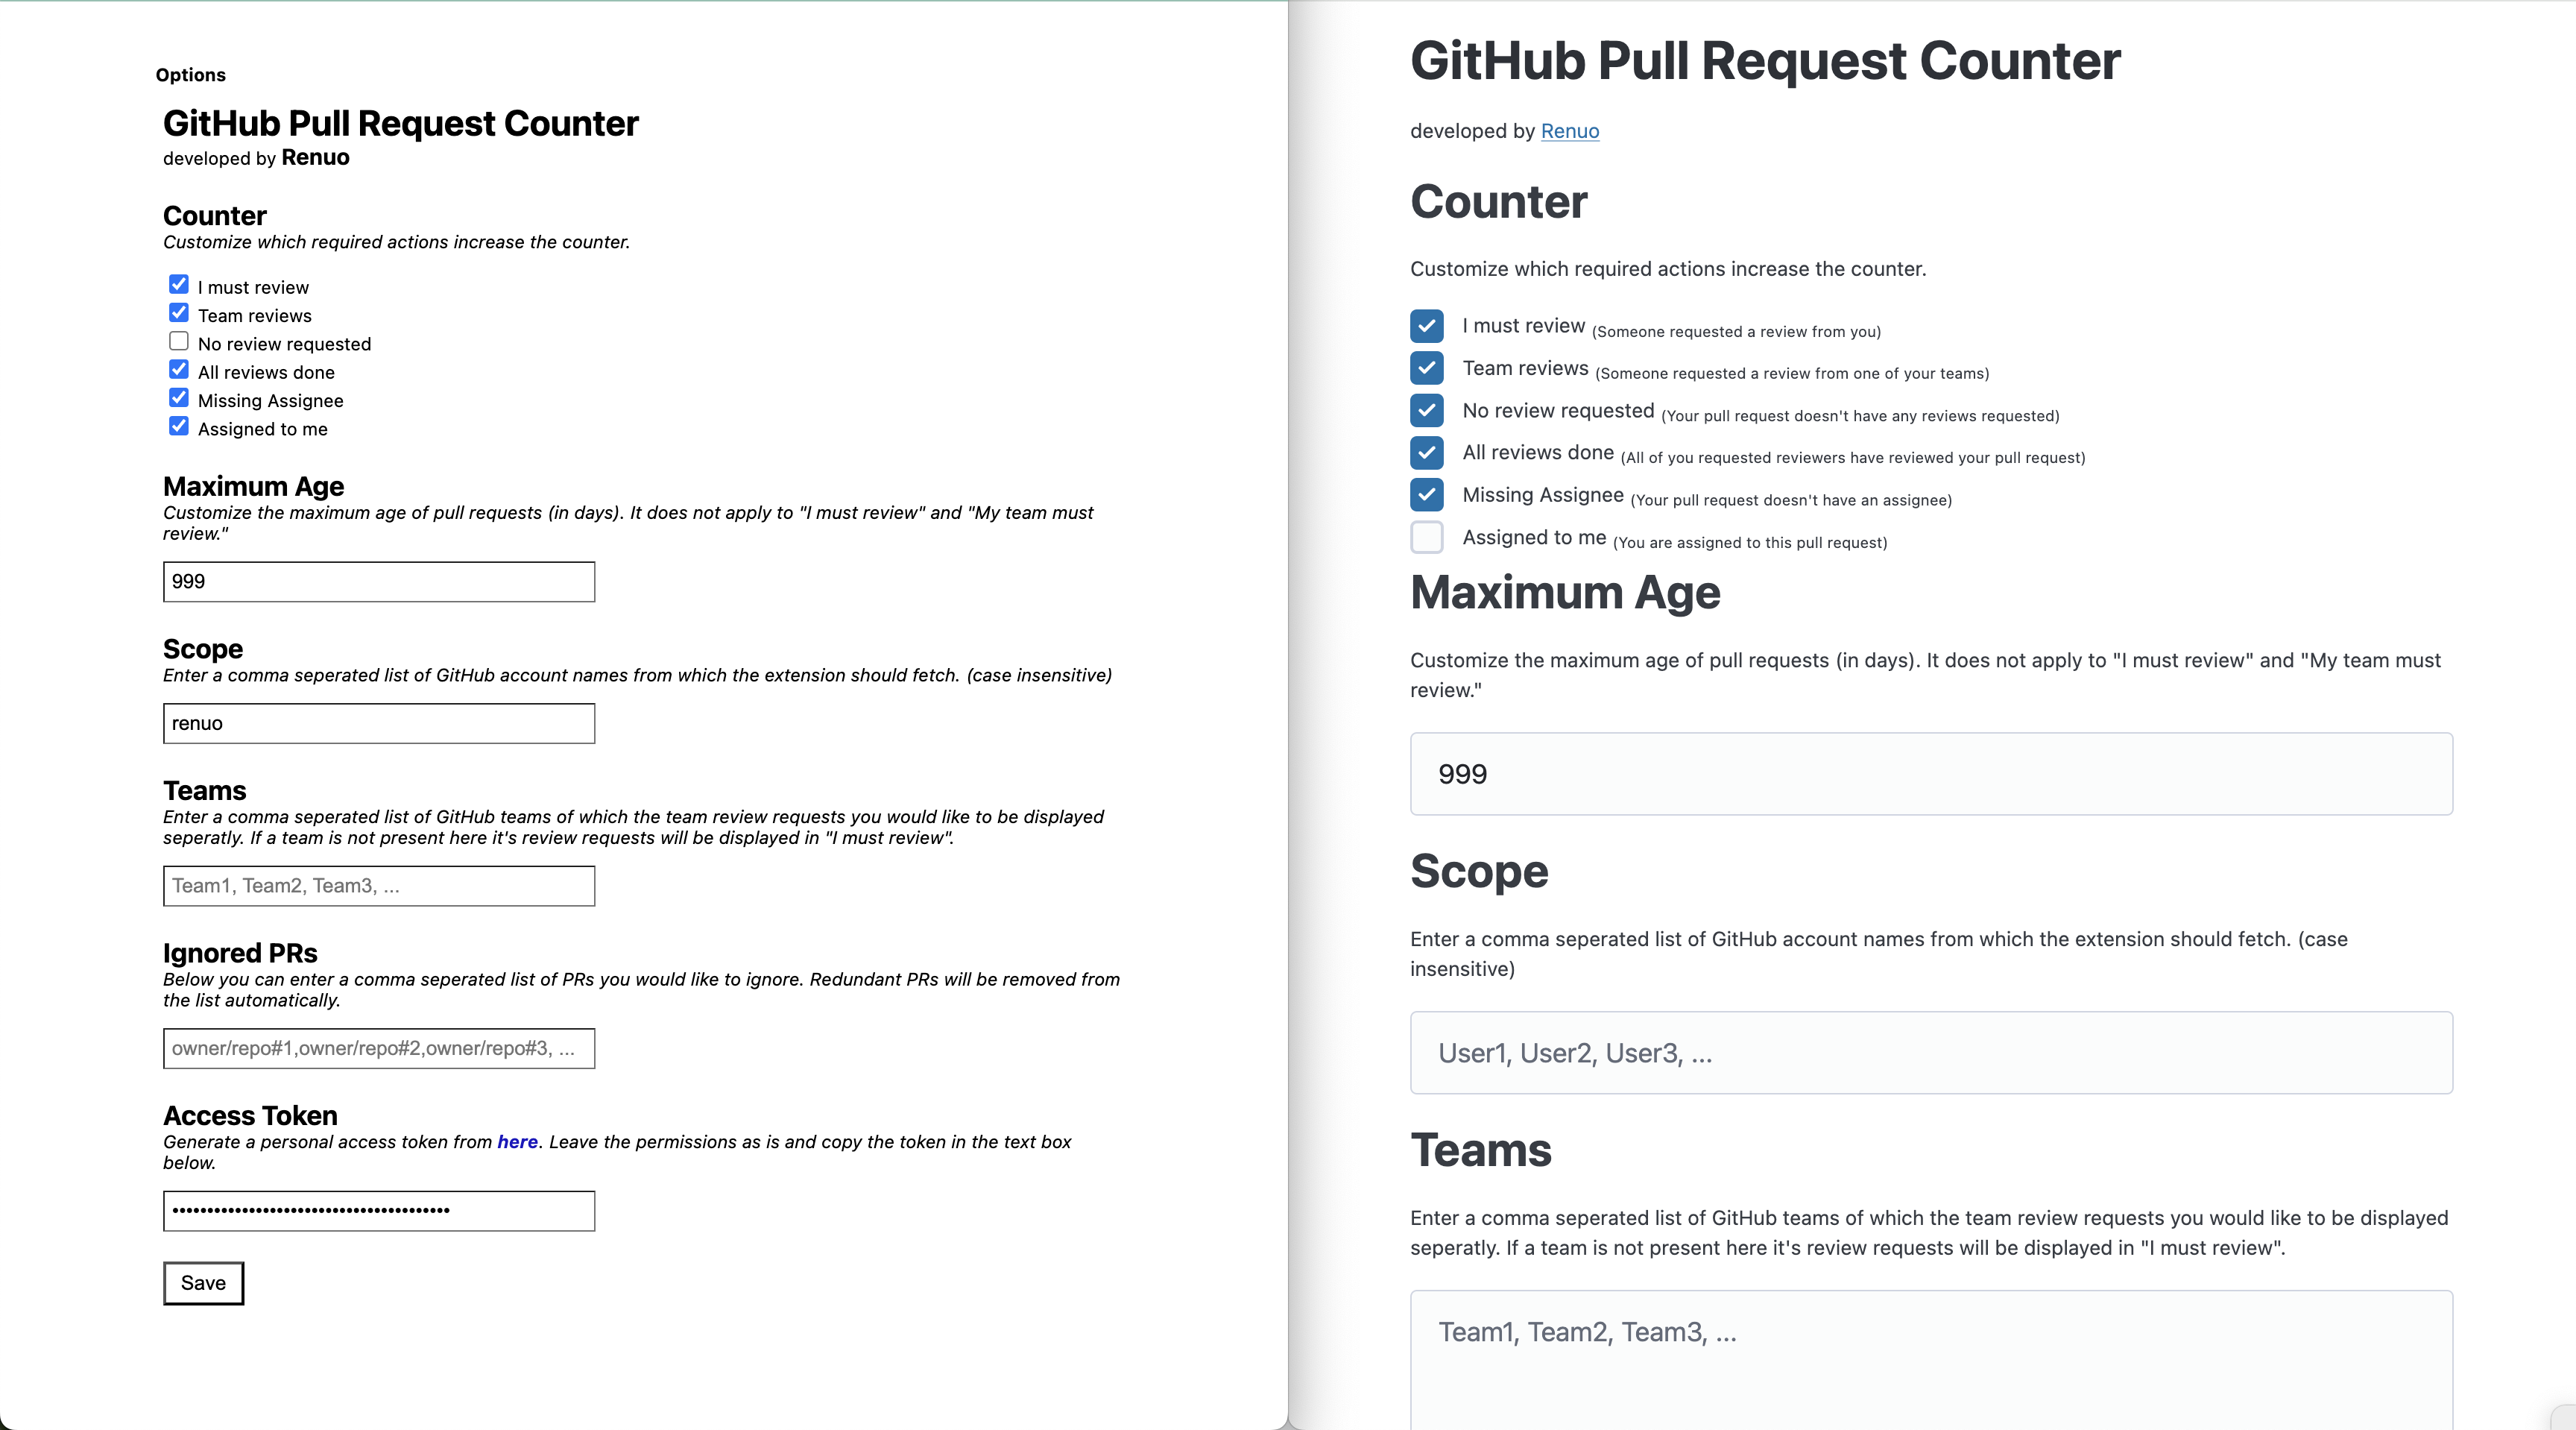 Options
GitHub Pull Request Counter
developed by Renuo
Counter
Customize which required actions increase the counter.
I must review
Team reviews
No review requested
All reviews done
Missing Assignee
Assigned to me
Maximum Age
Customize the maximum age of pull requests (in days). It does not apply to "I must review" and "My team must
review."
999
Scope
Enter a comma seperated list of GitHub account names from which the extension should fetch. (case insensitive)
renuo
Teams
Enter a comma seperated list of GitHub teams of which the team review requests you would like to be displayed
seperatly. If a team is not present here it's review requests will be displayed in "I must review".
Team1, Team2, Team3, ...
Ignored PRs
Below you can enter a comma seperated list of PRs you would like to ignore. Redundant PRs will be removed from
the list automatically.
owner/repo#1,owner/repo#2,owner/repo#3, ...
Access Token
Generate a personal access token from here. Leave the permissions as is and copy the token in the text box
below.
Save
GitHub Pull Request Counter
developed by Renuo
Counter
Customize which required actions increase the counter.
I must review (Someone requested a review from you)
Team reviews (Someone requested a review from one of your teams)
No review requested (Your pull request doesn't have any reviews requested)
All reviews done (All of you requested reviewers have reviewed your pull request)
Missing Assignee (Your pull request doesn't have an assignee)
Assigned to me (You are assigned to this pull request)
Maximum Age
Customize the maximum age of pull requests (in days). It does not apply to "I must review" and "My team must
review."
999
Scope
Enter a comma seperated list of GitHub account names from which the extension should fetch. (case
insensitive)
User1, User2, User3, ...
Teams
Enter a comma seperated list of GitHub teams of which the team review requests you would like to be displayed
seperatly. If a team is not present here it's review requests will be displayed in "I must review".
Team1, Team2, Team3, ...